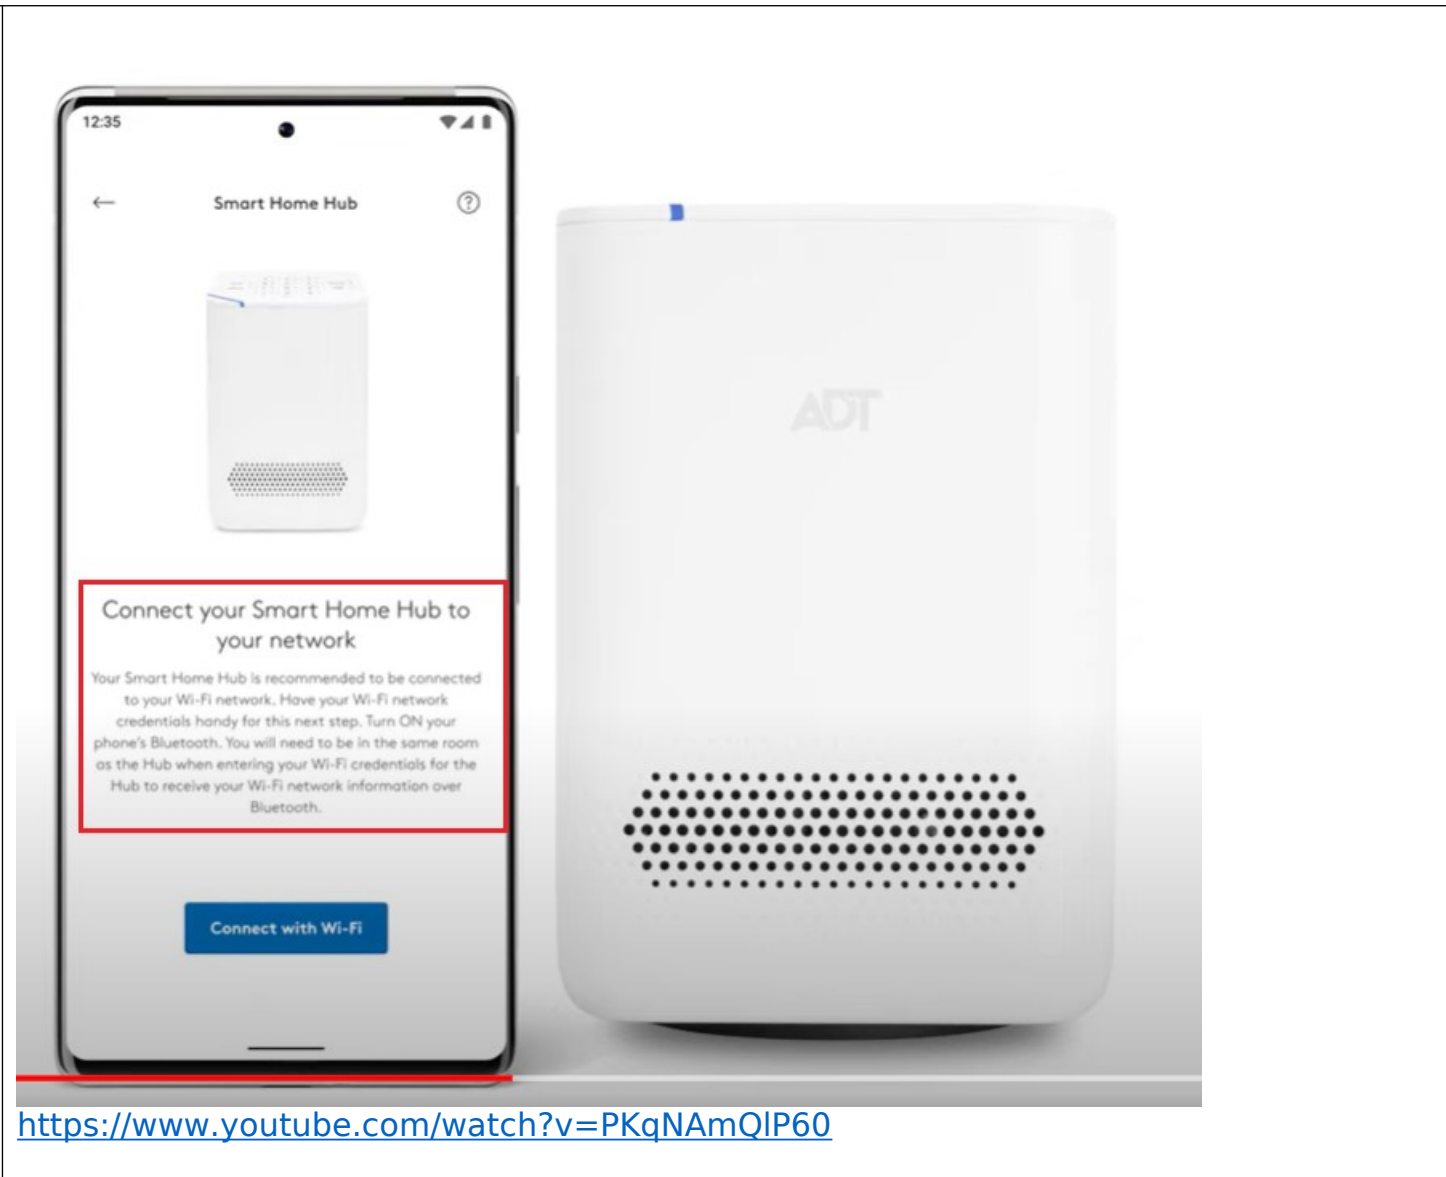 12:35
Smart Home Hub
ADT
Connect your Smart Home Hub to
your network
Your Smart Home Hub is recommended to be connected
to your Wi-Fi network. Have your Wi-Fi network
credentials handy for this next step. Turn ON your
phone's Bluetooth. You will need to be in the same room
as the Hub when entering your Wi-Fi credentials for the
Hub to receive your Wi-Fi network information over
Bluetooth.
Connect with Wi-Fi
https://www.youtube.com/watch?v=PKqNAmQlP60